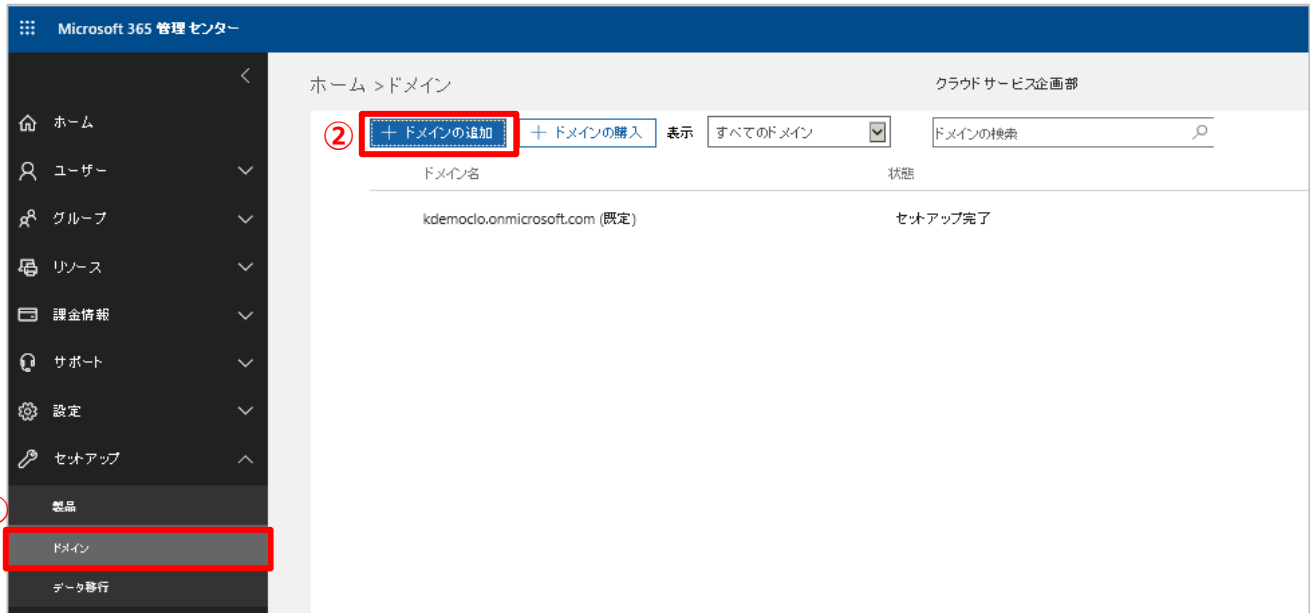 Microsoft 365 管理センター
ホーム >ドメイン
クラウド サービス企画部
ホーム
ユーザー
グループ
リソース
課金情報
サポート
設定
セットアップ
製品
ドメイン
データ移行
② + ドメインの追加 + ドメインの購入 表示 すべてのドメイン ドメインの検索
ドメイン名 状態
kdemoclo.onmicrosoft.com (既定) セットアップ完了